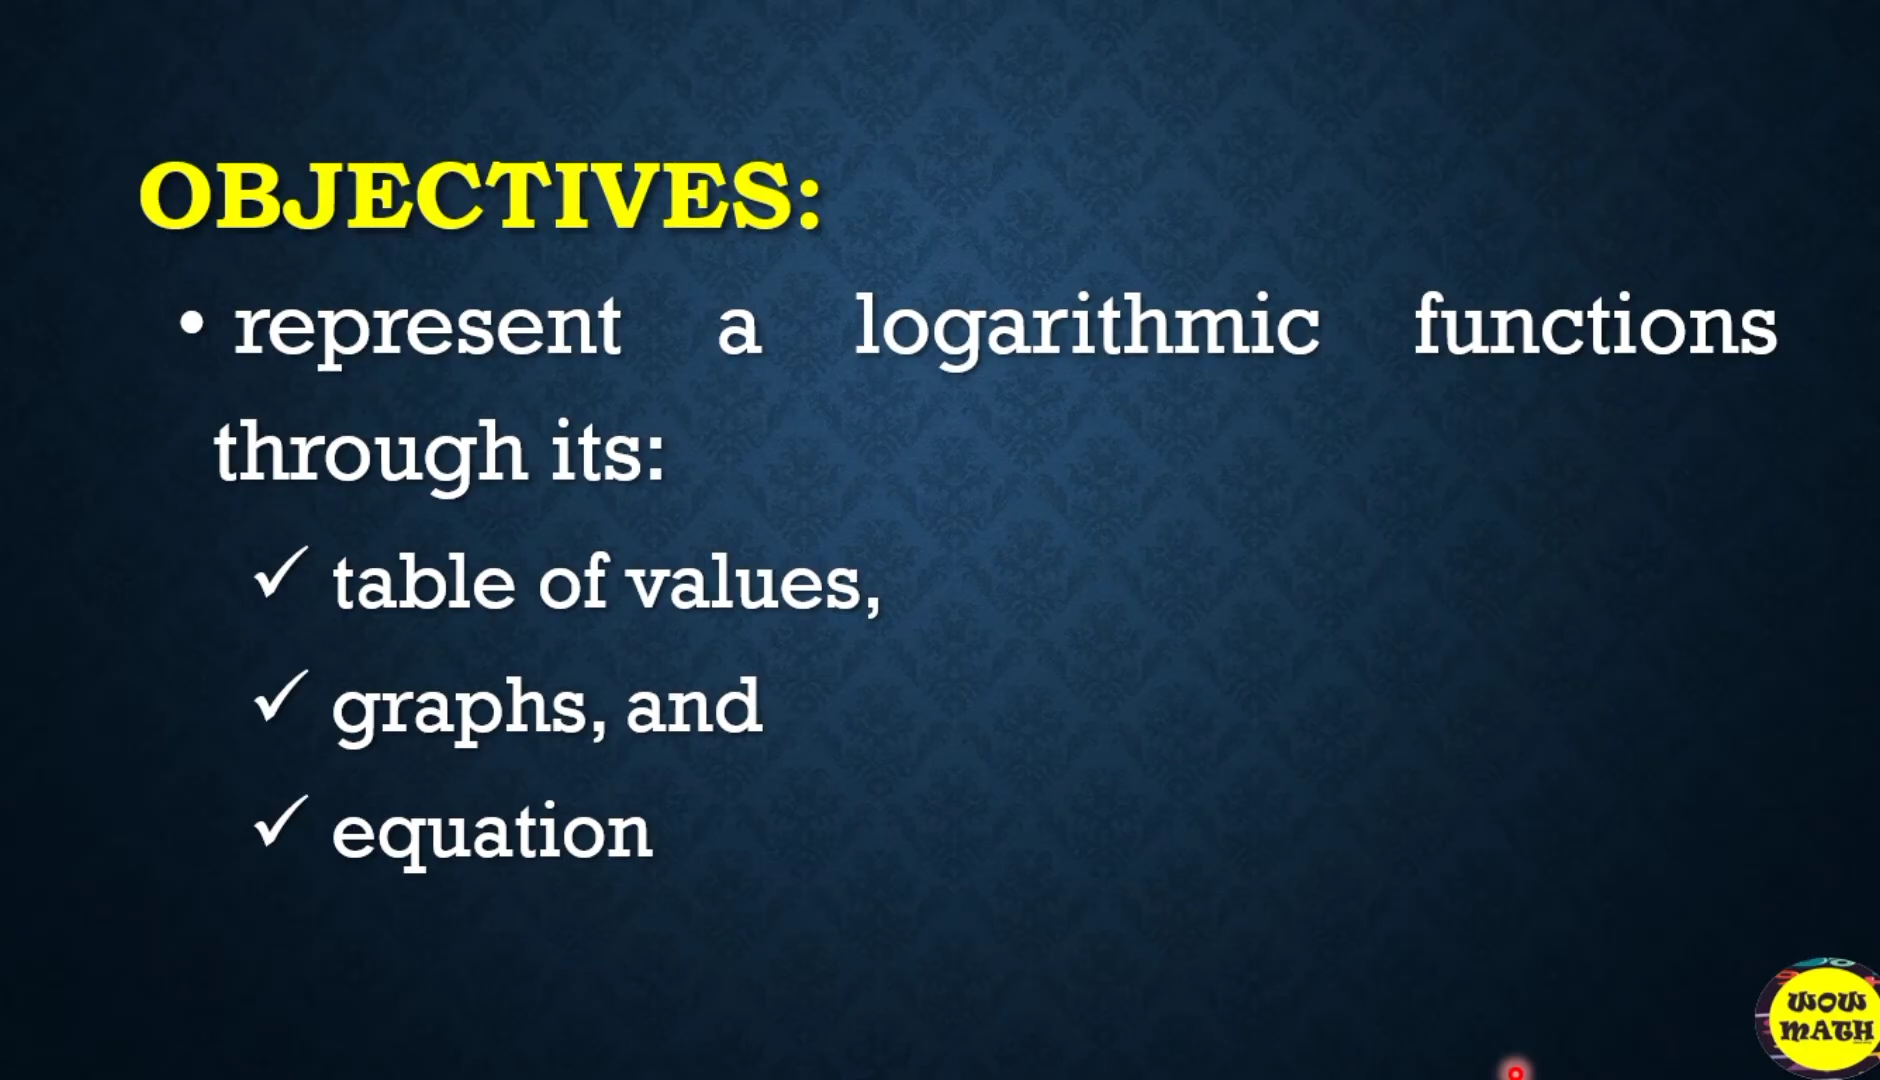 OBJECTIVES:
• represent a logarithmic functions
through its:
✓ table of values,
✓ graphs, and
✓ equation
WOW
MATH